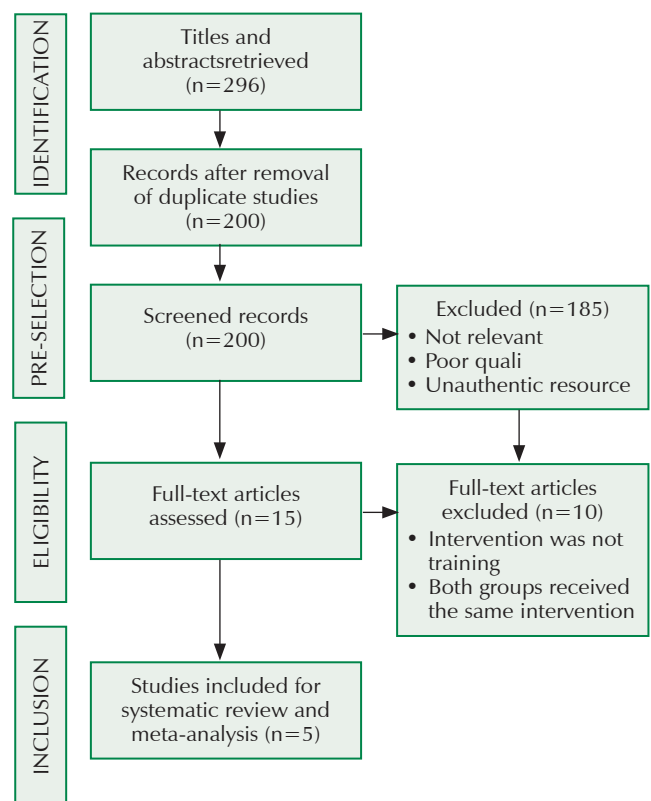 IDENTIFICATION
Titles and
abstractsretrieved
(n=296)
Records after removal
of duplicate studies
(n=200)
PRE-SELECTION
Screened records
(n=200)
Excluded (n=185)
• Not relevant
• Poor quali
• Unauthentic resource
ELIGIBILITY
Full-text articles
assessed (n=15)
Full-text articles
excluded (n=10)
• Intervention was not
training
• Both groups received
the same intervention
INCLUSION
Studies included for
systematic review and
meta-analysis (n=5)